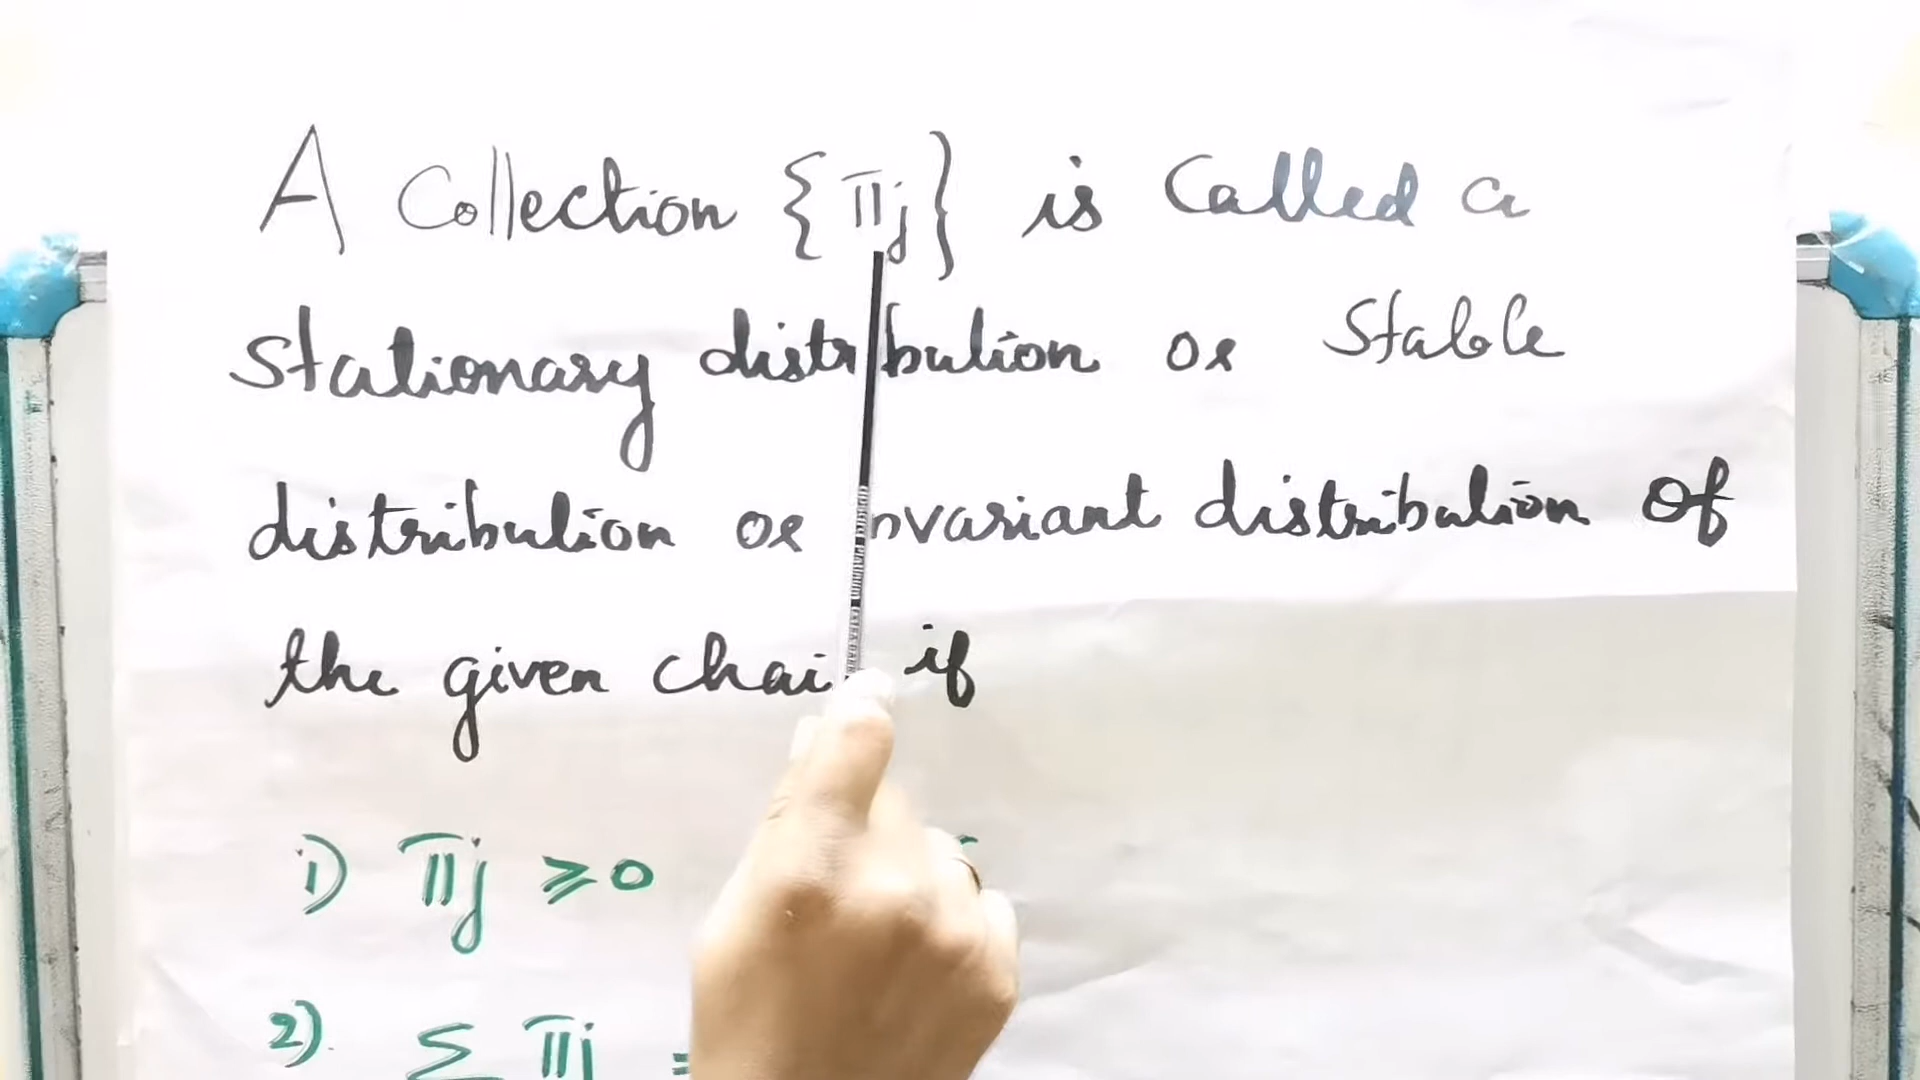 A Collection {πj} is Called a
Stationary distribution or Stable
distribution or invariant distribution of
the given chain if
1) πj ≥ 0
2). Σ πj =